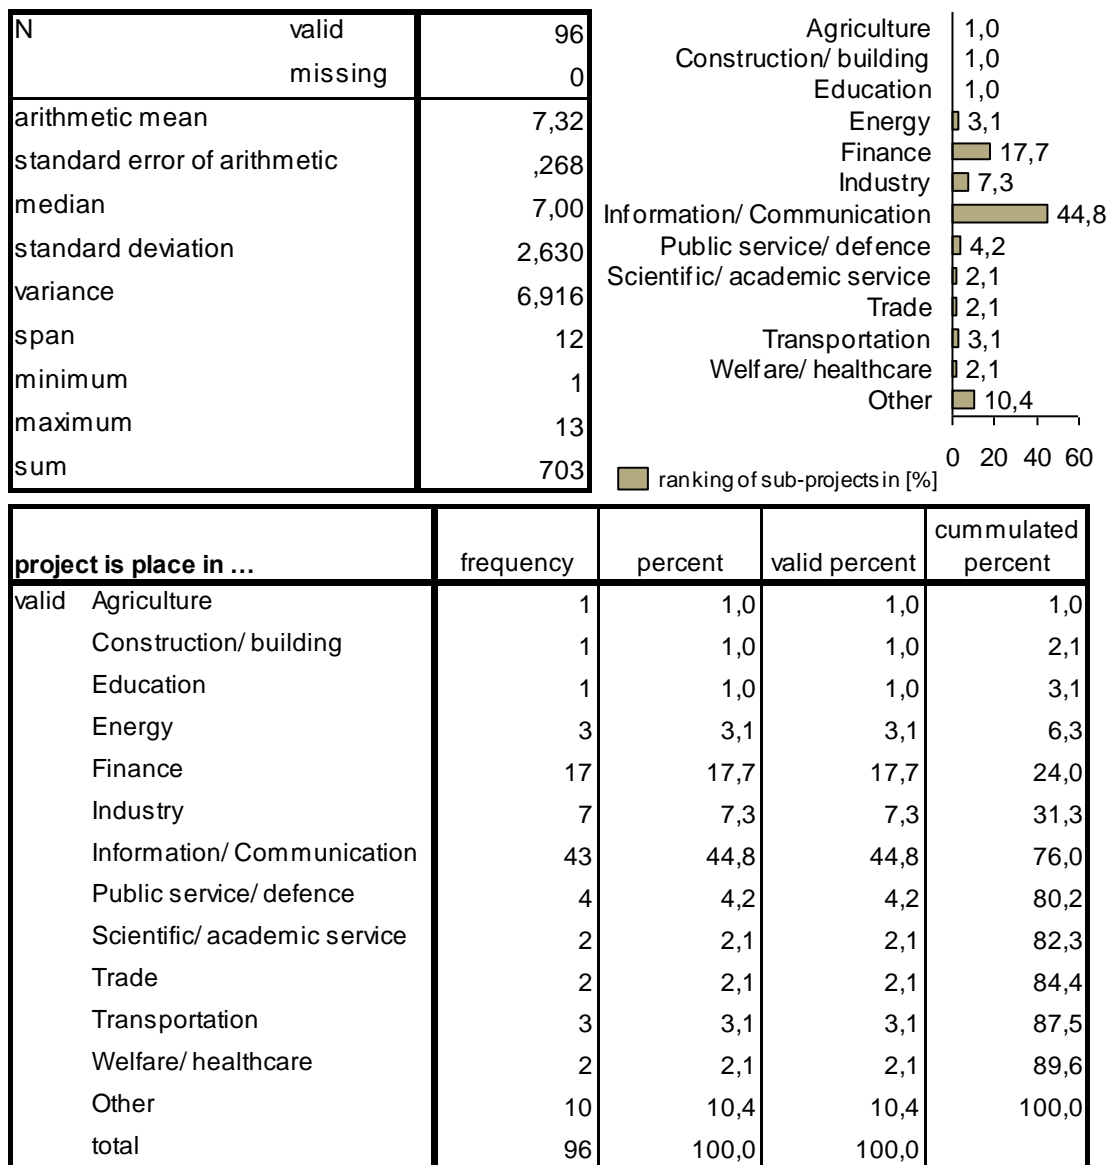 N valid 96
missing 0
arithmetic mean 7,32
standard error of arithmetic ,268
median 7,00
standard deviation 2,630
variance 6,916
span 12
minimum 1
maximum 13
sum 703
Agriculture 1,0
Construction/ building 1,0
Education 1,0
Energy 3,1
Finance 17,7
Industry 7,3
Information/ Communication 44,8
Public service/ defence 4,2
Scientific/ academic service 2,1
Trade 2,1
Transportation 3,1
Welfare/ healthcare 2,1
Other 10,4
0 20 40 60
ranking of sub-projects in [%]
project is place in … frequency percent valid percent cummulated percent
valid Agriculture 1 1,0 1,0 1,0
Construction/ building 1 1,0 1,0 2,1
Education 1 1,0 1,0 3,1
Energy 3 3,1 3,1 6,3
Finance 17 17,7 17,7 24,0
Industry 7 7,3 7,3 31,3
Information/ Communication 43 44,8 44,8 76,0
Public service/ defence 4 4,2 4,2 80,2
Scientific/ academic service 2 2,1 2,1 82,3
Trade 2 2,1 2,1 84,4
Transportation 3 3,1 3,1 87,5
Welfare/ healthcare 2 2,1 2,1 89,6
Other 10 10,4 10,4 100,0
total 96 100,0 100,0